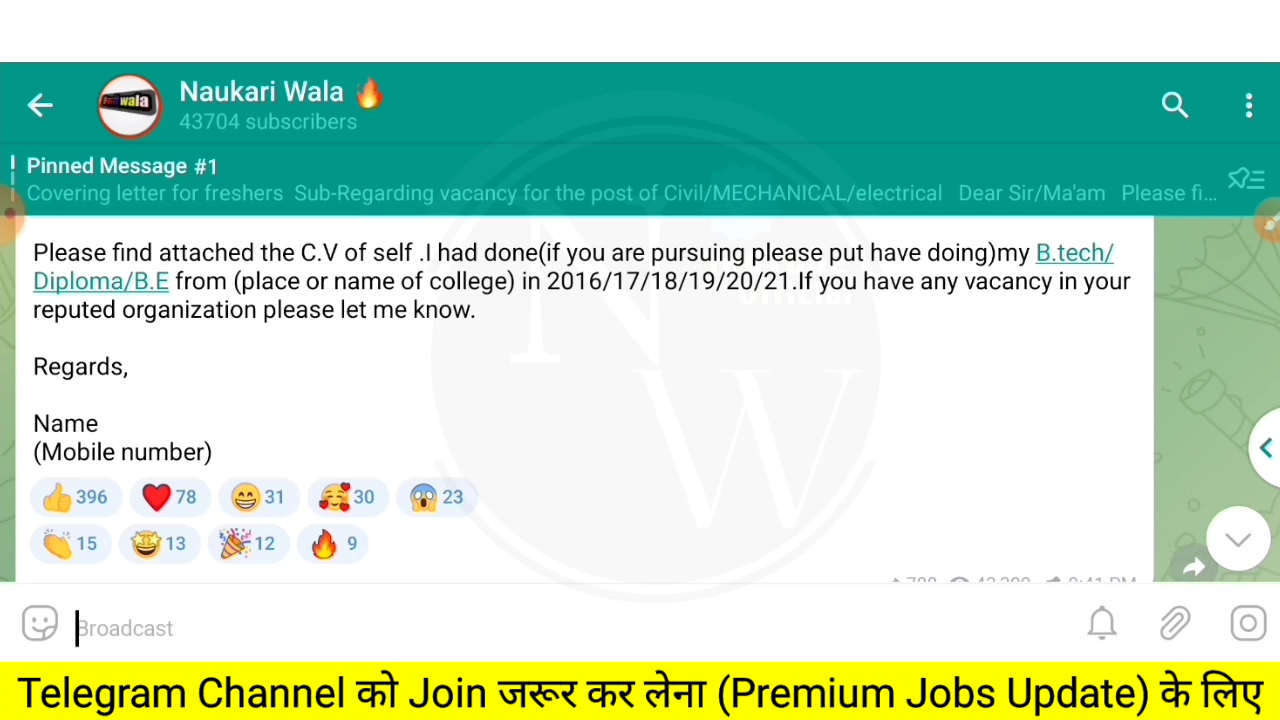 Naukari Wala 🔥
43704 subscribers
Pinned Message #1
Covering letter for freshers Sub-Regarding vacancy for the post of Civil/MECHANICAL/electrical Dear Sir/Ma'am Please fi...
Please find attached the C.V of self .I had done(if you are pursuing please put have doing)my B.tech/
Diploma/B.E from (place or name of college) in 2016/17/18/19/20/21.If you have any vacancy in your
reputed organization please let me know.
Regards,
Name
(Mobile number)
👍 396 ❤️ 78 😁 31 🥰 30 😱 23
👏 15 🤩 13 🎉 12 🔥 9
Broadcast
N W
official
wala
Telegram Channel को Join जरूर कर लेना (Premium Jobs Update) के लिए